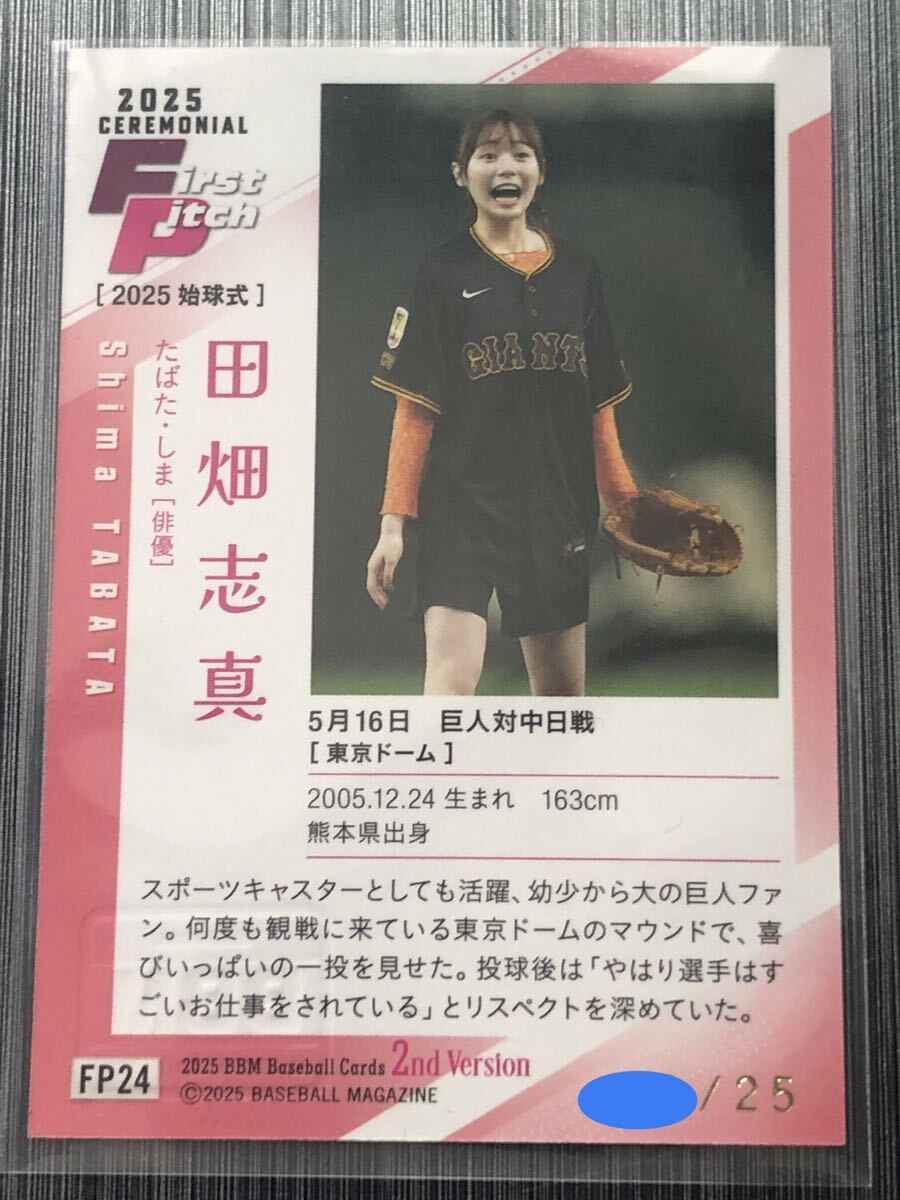 2025
CEREMONIAL
First
Pitch
[ 2025 始球式 ]
田畑志真
たばた・しま［俳優］
Shima TABATA
GIANTS
5月16日　巨人対中日戦
[ 東京ドーム ]
2005.12.24 生まれ　163cm
熊本県出身
スポーツキャスターとしても活躍、幼少から大の巨人ファ
ン。何度も観戦に来ている東京ドームのマウンドで、喜
びいっぱいの一投を見せた。投球後は「やはり選手はす
ごいお仕事をされている」とリスペクトを深めていた。
FP24
2025 BBM Baseball Cards 2nd Version
©2025 BASEBALL MAGAZINE
/25